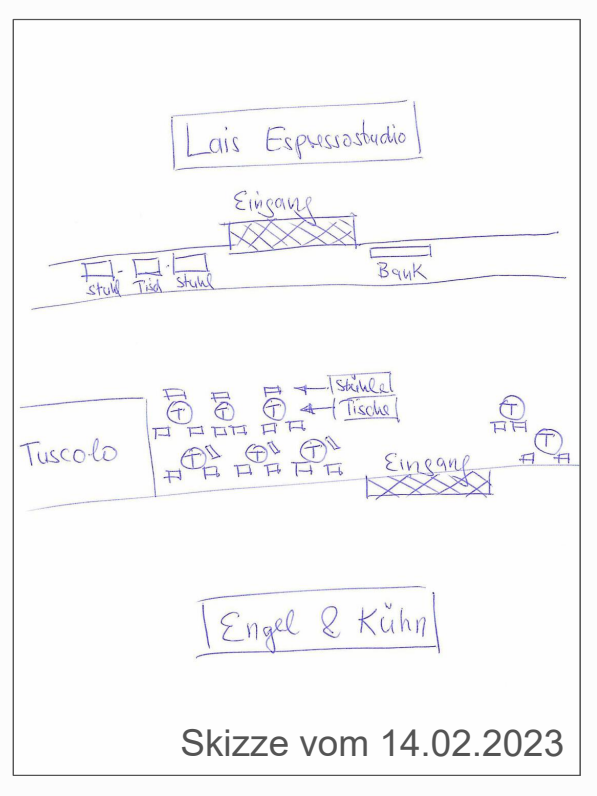 Lais Espressostudio
Eingang
Stuhl Tisch Stuhl
Bank
Stühle
Tische
T T T T
T T T T
Tuscolo
Eingang
Engel & Kühn
Skizze vom 14.02.2023